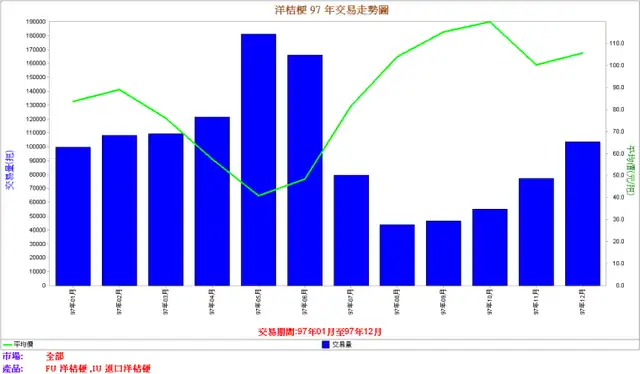 洋桔梗 97 年交易走勢圖
190000
180000
170000
160000
150000
140000
130000
120000
110000
100000
90000
80000
70000
60000
50000
40000
30000
20000
10000
0
交易量(把)
110.0
100.0
90.0
80.0
70.0
60.0
50.0
40.0
30.0
20.0
10.0
0.0
平均價(元/把)
97年01月
97年02月
97年03月
97年04月
97年05月
97年06月
97年07月
97年08月
97年09月
97年10月
97年11月
97年12月
交易期間:97年01月至97年12月
平均價
交易量
市場: 全部
產品: FU 洋桔梗 ,IU 進口洋桔梗